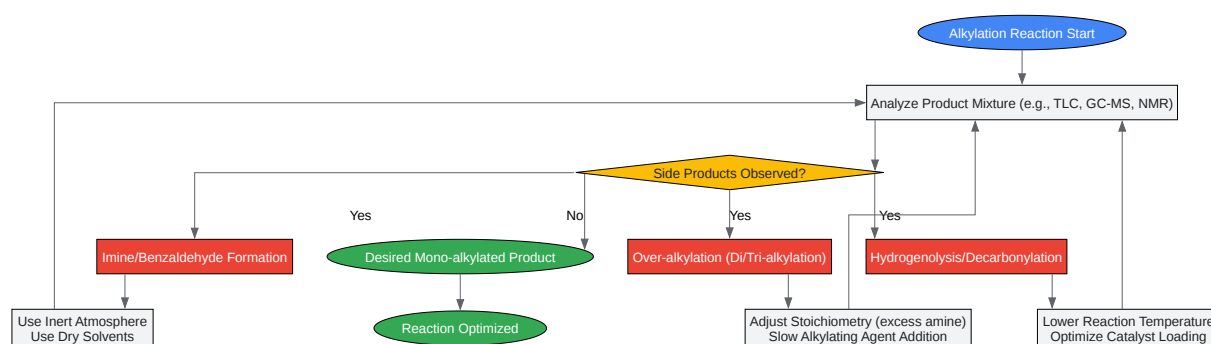 Alkylation Reaction Start
Analyze Product Mixture (e.g., TLC, GC-MS, NMR)
Side Products Observed?
Yes
No
Yes
Yes
Imine/Benzaldehyde Formation
Desired Mono-alkylated Product
Over-alkylation (Di/Tri-alkylation)
Hydrogenolysis/Decarbonylation
Use Inert Atmosphere
Use Dry Solvents
Reaction Optimized
Adjust Stoichiometry (excess amine)
Slow Alkylating Agent Addition
Lower Reaction Temperature
Optimize Catalyst Loading